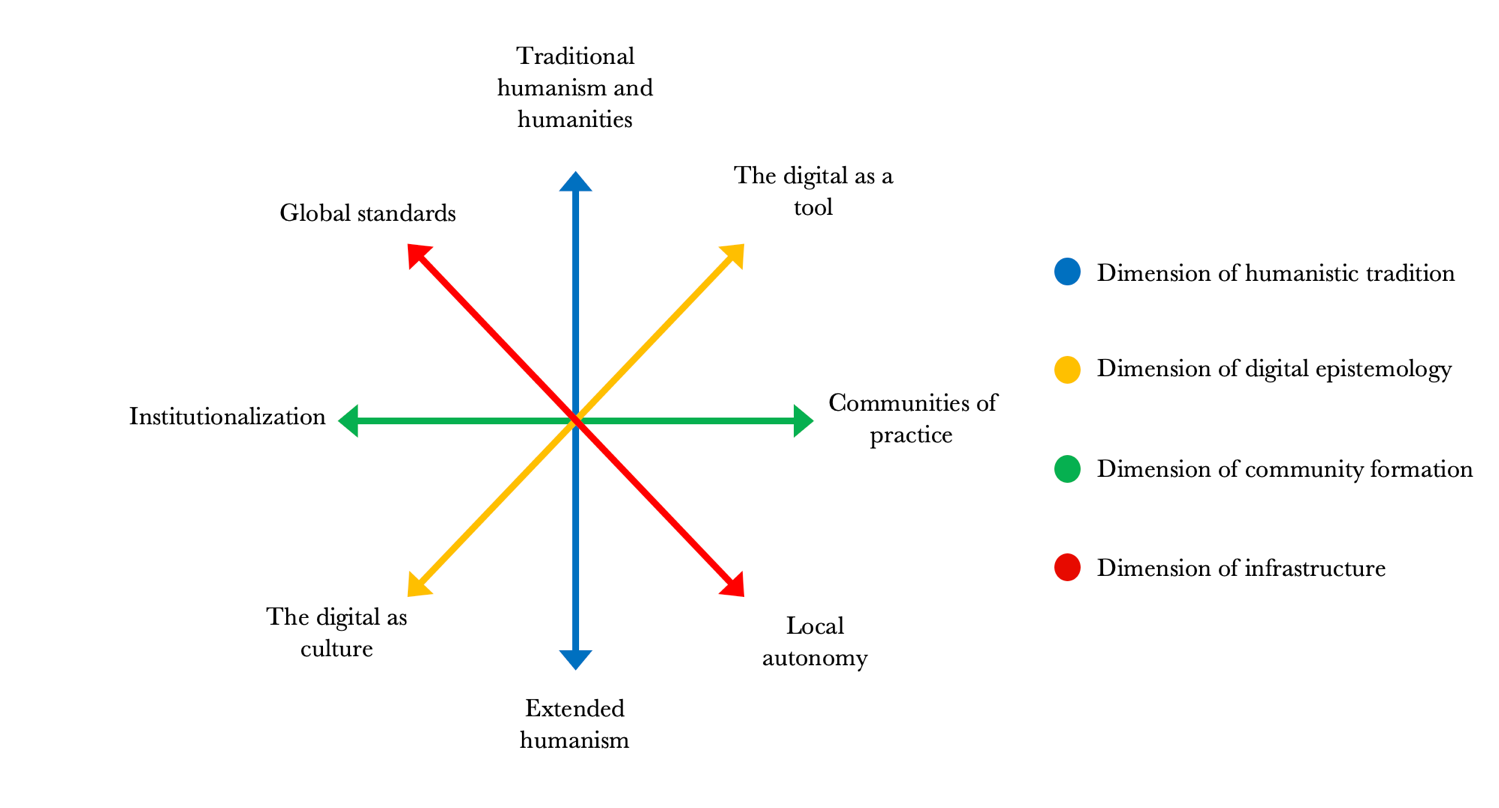 Traditional
humanism and
humanities
The digital as a
tool
Global standards
Institutionalization
Communities of
practice
The digital as
culture
Local
autonomy
Extended
humanism
Dimension of humanistic tradition
Dimension of digital epistemology
Dimension of community formation
Dimension of infrastructure